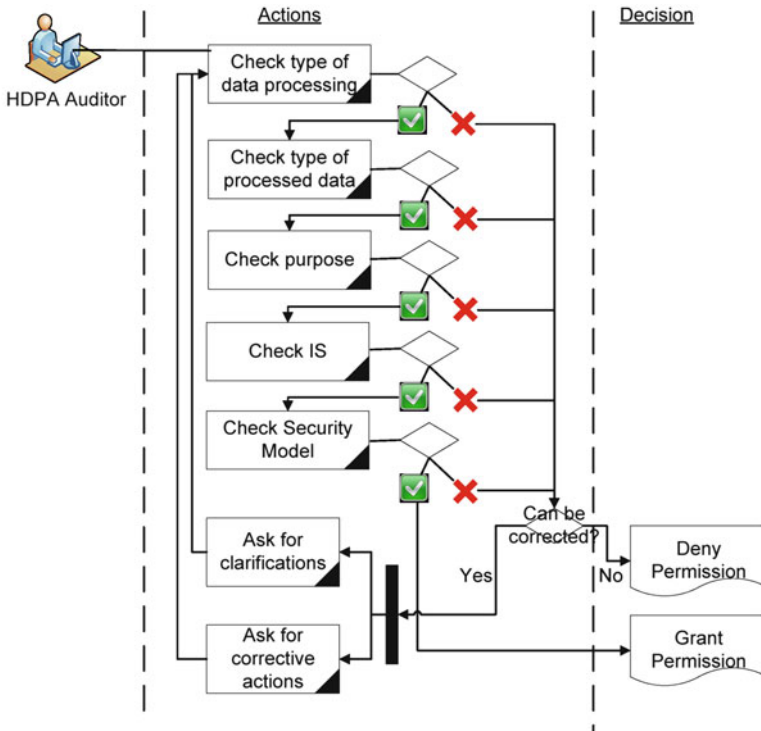 Actions
Decision
HDPA Auditor
Check type of
data processing
Check type of
processed data
Check purpose
Check IS
Check Security
Model
Can be
corrected?
Yes
No
Ask for
clarifications
Ask for
corrective
actions
Deny
Permission
Grant
Permission